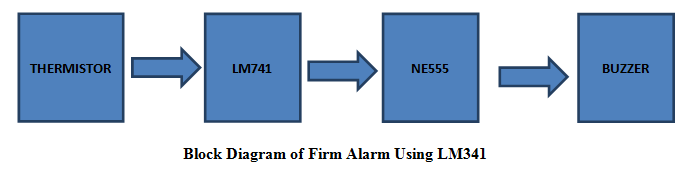 THERMISTOR
LM741
NE555
BUZZER
Block Diagram of Firm Alarm Using LM341